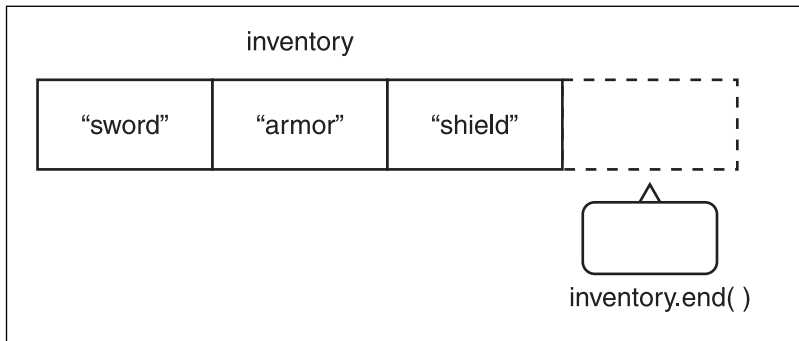 inventory
“sword” “armor” “shield”
inventory.end( )